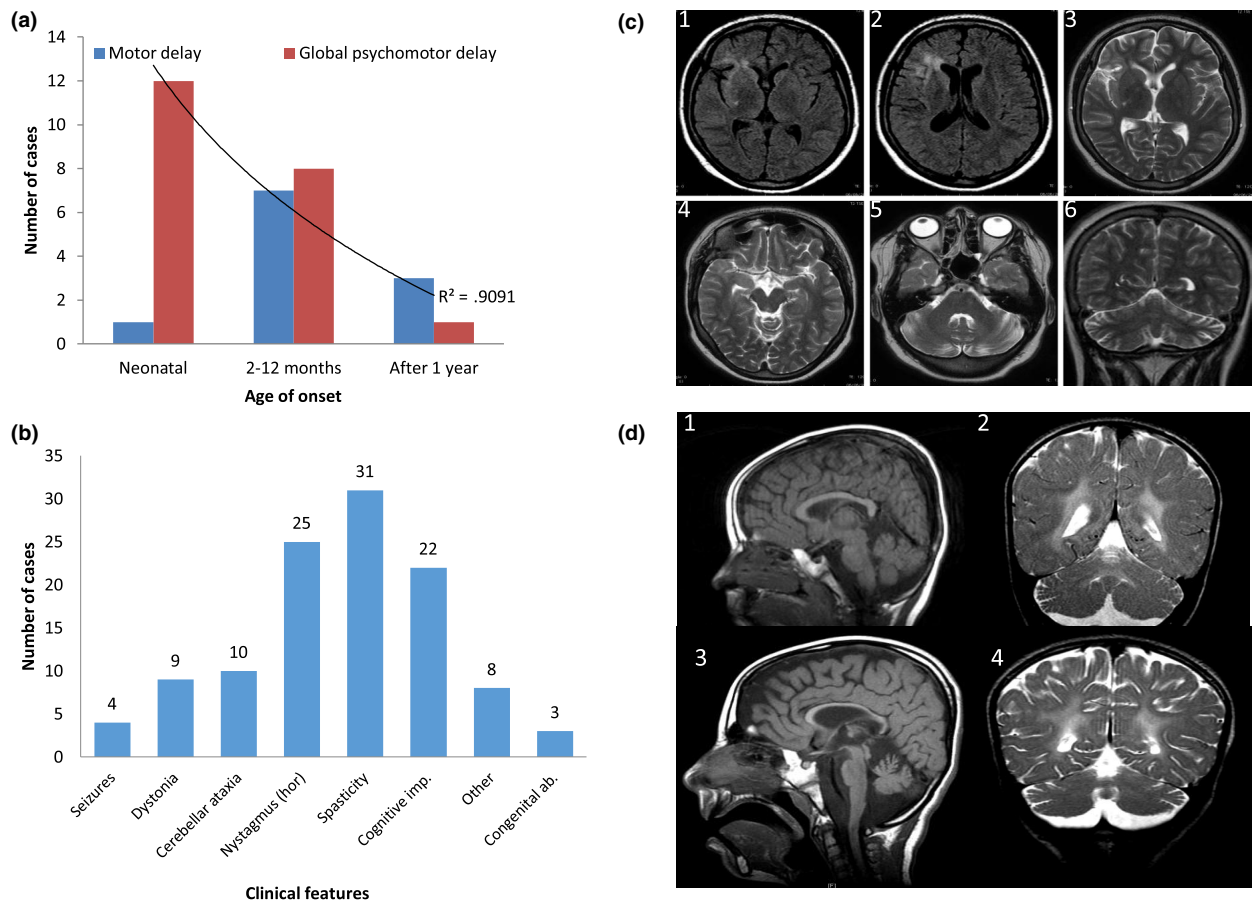 (a)
14
12
10
8
6
4
2
0
Number of cases
Motor delay
Global psychomotor delay
R² = .9091
Neonatal
2-12 months
After 1 year
Age of onset
(b)
35
30
25
20
15
10
5
0
Number of cases
4
9
10
25
31
22
8
3
Seizures
Dystonia
Cerebellar ataxia
Nystagmus (hor)
Spasticity
Cognitive imp.
Other
Congenital ab.
Clinical features
(c)
1
2
3
4
5
6
(d)
1
2
3
4